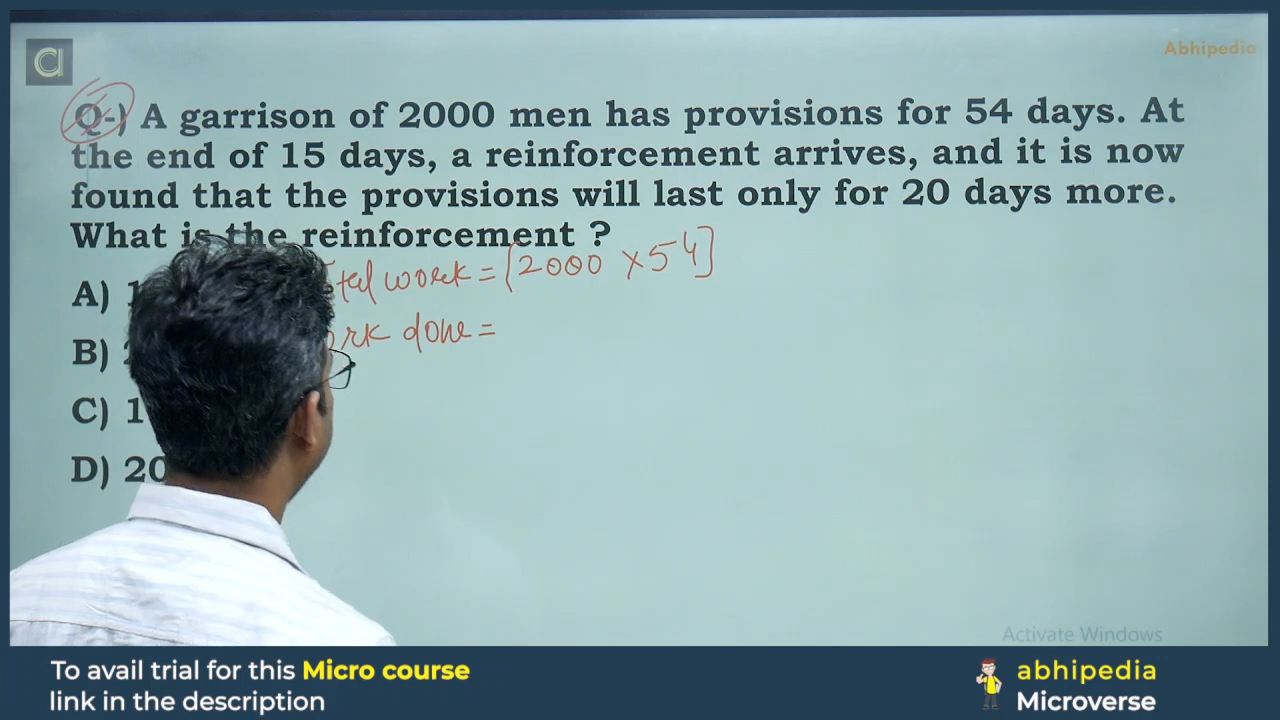 Abhipedia
Q-) A garrison of 2000 men has provisions for 54 days. At
the end of 15 days, a reinforcement arrives, and it is now
found that the provisions will last only for 20 days more.
What is the reinforcement ?
work = [2000 × 54]
A) 1
done =
B)
C) 1
D) 20
Activate Windows
To avail trial for this Micro course
link in the description
abhipedia
Microverse